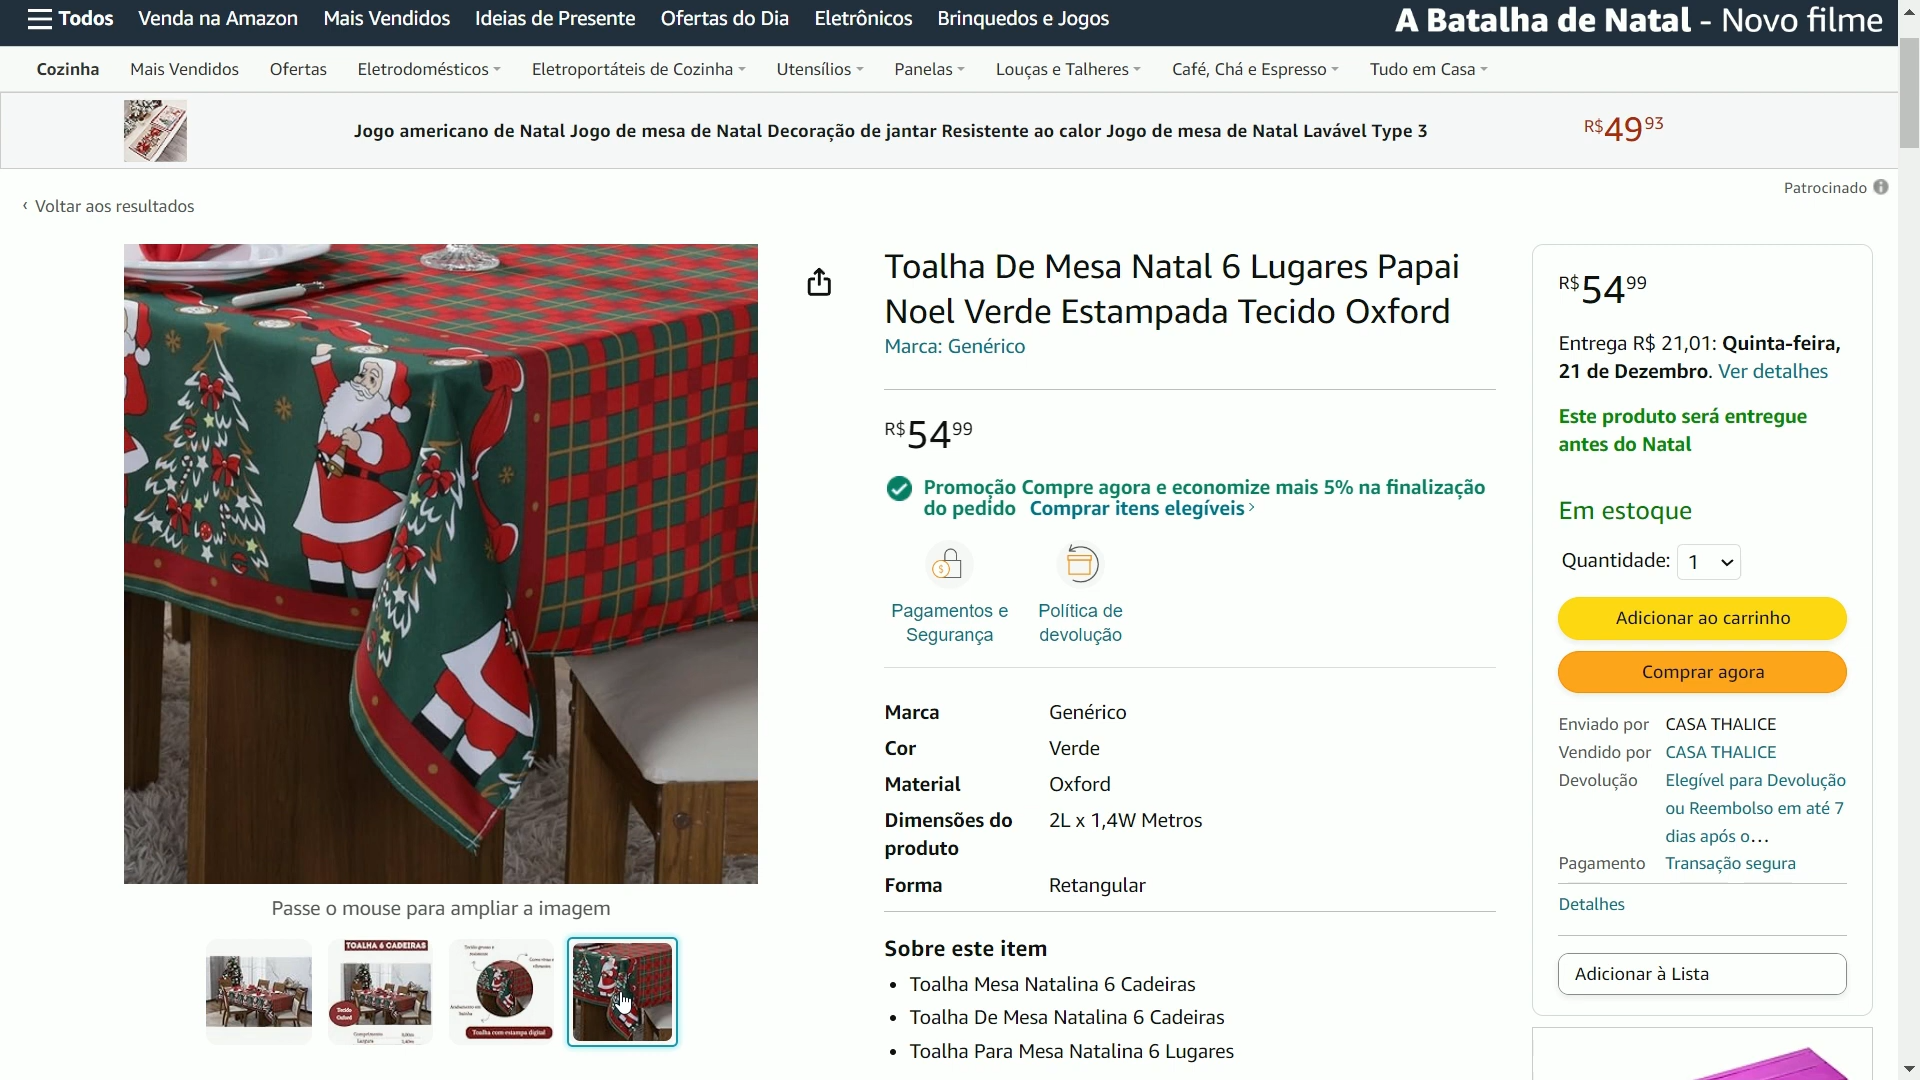 Todos Venda na Amazon Mais Vendidos Ideias de Presente Ofertas do Dia Eletrônicos Brinquedos e Jogos A Batalha de Natal - Novo filme
Cozinha Mais Vendidos Ofertas Eletrodomésticos Eletroportáteis de Cozinha Utensílios Panelas Louças e Talheres Café, Chá e Espresso Tudo em Casa
Jogo americano de Natal Jogo de mesa de Natal Decoração de jantar Resistente ao calor Jogo de mesa de Natal Lavável Type 3 R$49 93
Patrocinado
‹ Voltar aos resultados
Toalha De Mesa Natal 6 Lugares Papai
Noel Verde Estampada Tecido Oxford
Marca: Genérico
R$54 99
Promoção Compre agora e economize mais 5% na finalização
do pedido Comprar itens elegíveis ›
Pagamentos e
Segurança
Política de
devolução
Marca Genérico
Cor Verde
Material Oxford
Dimensões do
produto
2L x 1,4W Metros
Forma Retangular
Sobre este item
• Toalha Mesa Natalina 6 Cadeiras
• Toalha De Mesa Natalina 6 Cadeiras
• Toalha Para Mesa Natalina 6 Lugares
Passe o mouse para ampliar a imagem
TOALHA 6 CADEIRAS
Tecido
Oxford
Comprimento
Largura
Toalha com estampa digital
R$54 99
Entrega R$ 21,01: Quinta-feira,
21 de Dezembro. Ver detalhes
Este produto será entregue
antes do Natal
Em estoque
Quantidade: 1
Adicionar ao carrinho
Comprar agora
Enviado por CASA THALICE
Vendido por CASA THALICE
Devolução Elegível para Devolução
ou Reembolso em até 7
dias após o…
Pagamento Transação segura
Detalhes
Adicionar à Lista